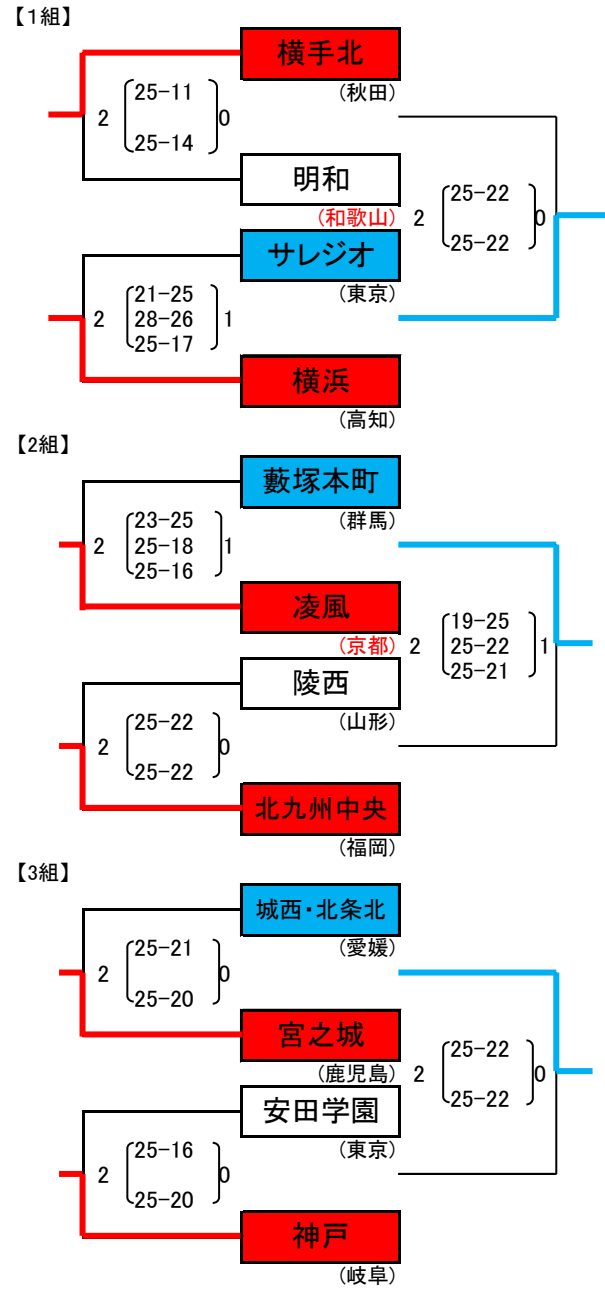 【1組】
横手北
(秋田)
2
25-11
25-14
0
明和
(和歌山)
2
25-22
25-22
0
サレジオ
(東京)
2
21-25
28-26
25-17
1
横浜
(高知)
【2組】
藪塚本町
(群馬)
2
23-25
25-18
25-16
1
凌風
(京都)
2
19-25
25-22
25-21
1
陵西
(山形)
2
25-22
25-22
0
北九州中央
(福岡)
【3組】
城西・北条北
(愛媛)
2
25-21
25-20
0
宮之城
(鹿児島)
2
25-22
25-22
0
安田学園
(東京)
2
25-16
25-20
0
神戸
(岐阜)